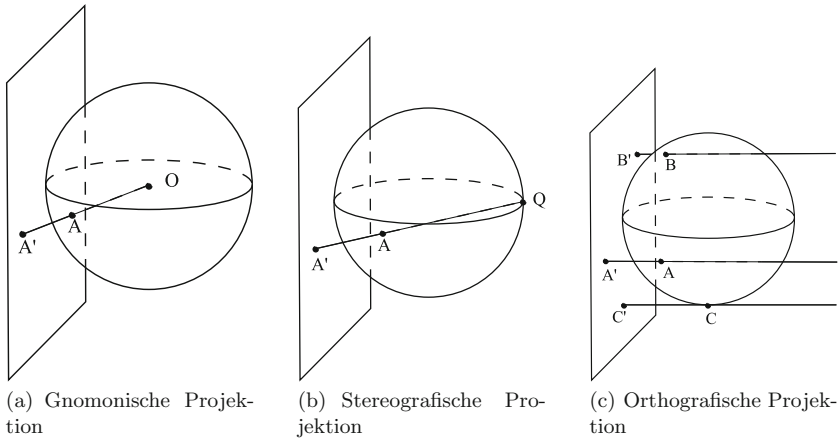 O
A
A'
Q
A
A'
B'
B
A'
A
C'
C
(a) Gnomonische Projek-
tion
(b) Stereografische Pro-
jektion
(c) Orthografische Projek-
tion